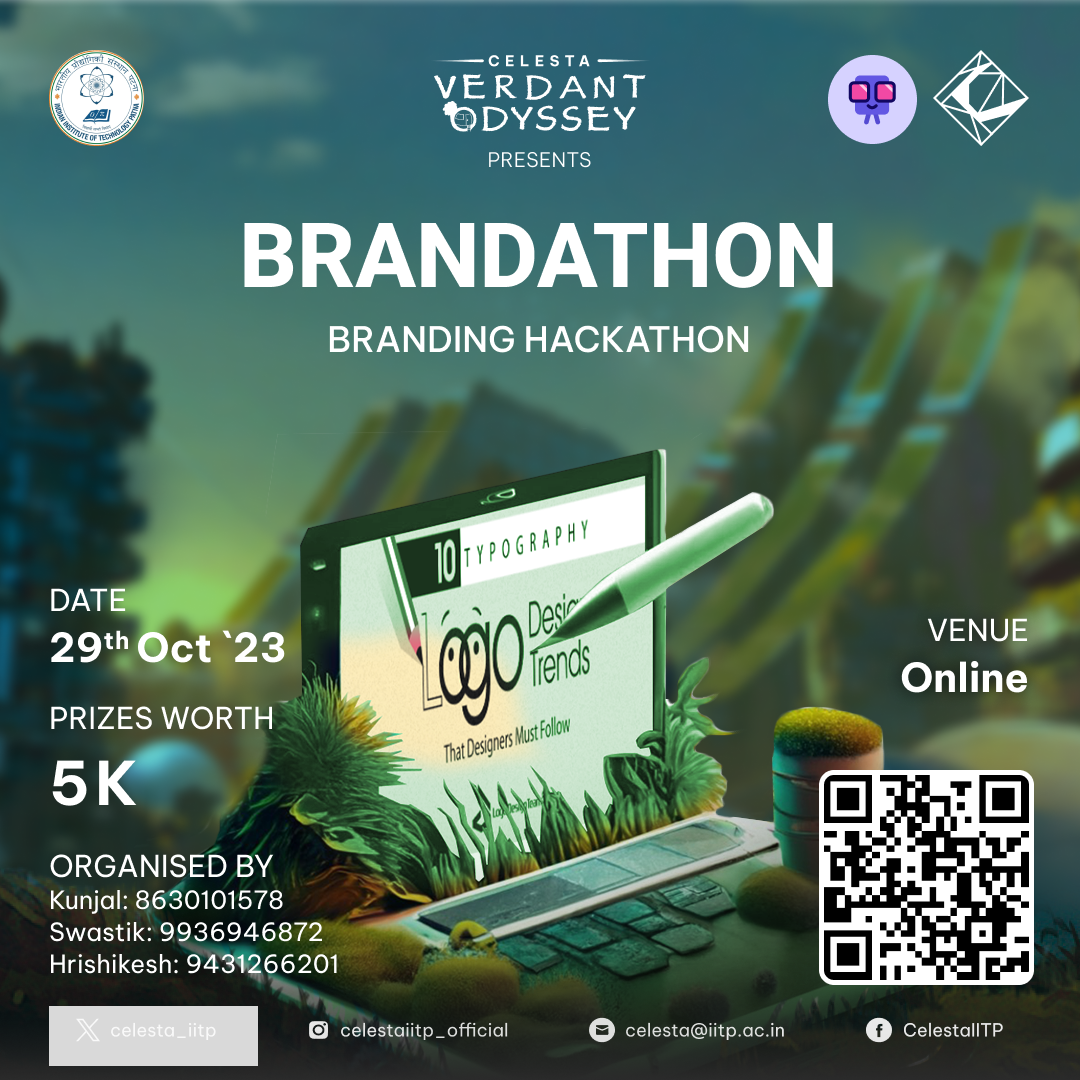 भारतीय प्रौद्योगिकी संस्थान पटना
INDIAN INSTITUTE OF TECHNOLOGY PATNA
CELESTA
VERDANT
ODYSSEY
PRESENTS
BRANDATHON
BRANDING HACKATHON
10 TYPOGRAPHY
Logo
Design
Trends
That Designers Must Follow
DATE
29th Oct `23
PRIZES WORTH
5K
VENUE
Online
ORGANISED BY
Kunjal: 8630101578
Swastik: 9936946872
Hrishikesh: 9431266201
celesta_iitp
celestaiitp_official
celesta@iitp.ac.in
CelestaIITP